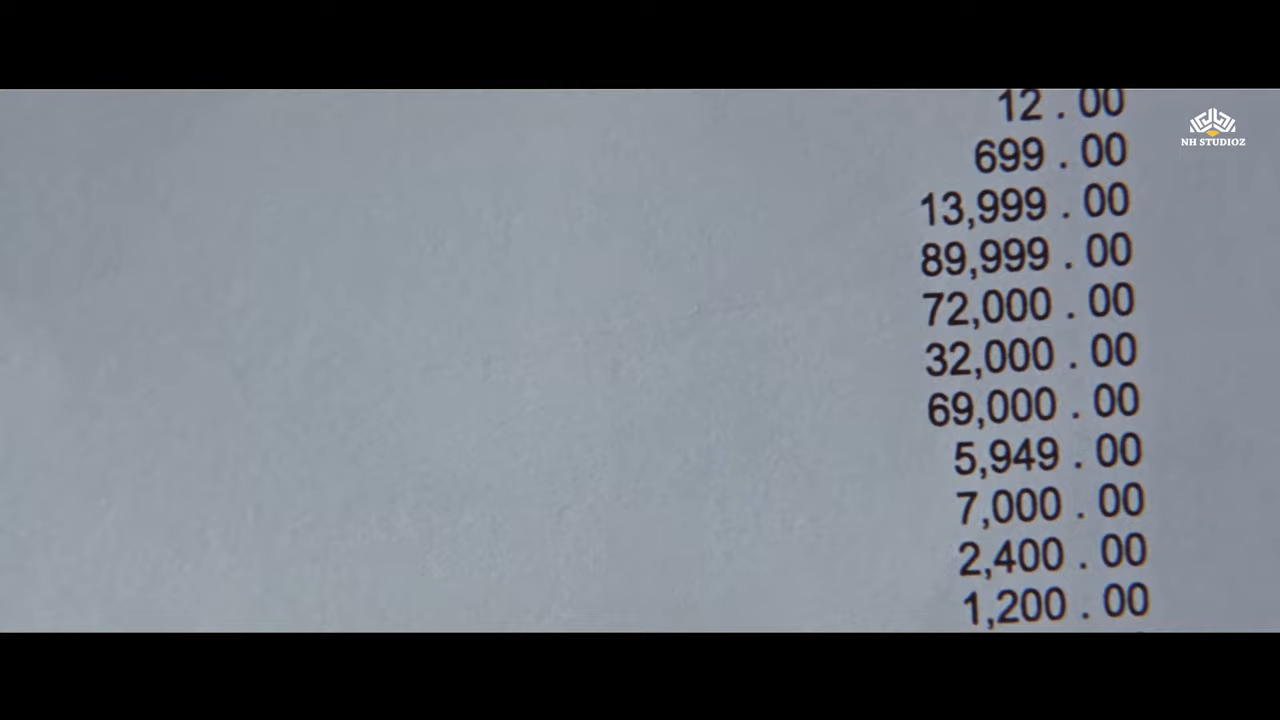 12 . 00
NH STUDIOZ
699 . 00
13,999 . 00
89,999 . 00
72,000 . 00
32,000 . 00
69,000 . 00
5,949 . 00
7,000 . 00
2,400 . 00
1,200 . 00